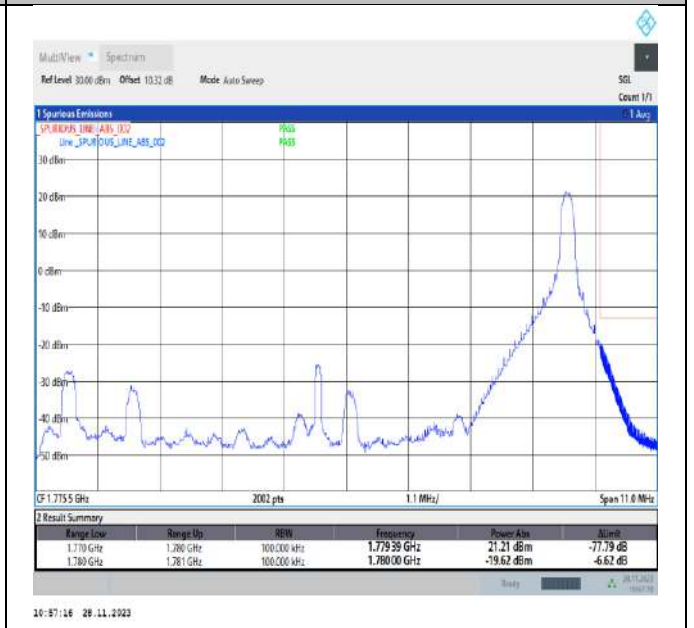 MultiView Spectrum
Ref Level 30.00 dBm Offset 10.32 dB Mode Auto Sweep SGL
Count 1/1
1 Spurious Emissions 1 Avg
_SPURIOUS_LINE_ABS_002 PASS
Line _SPURIOUS_LINE_ABS_002 PASS
30 dBm
20 dBm
10 dBm
0 dBm
-10 dBm
-20 dBm
-30 dBm
-40 dBm
-50 dBm
CF 1.7755 GHz 2002 pts 1.1 MHz/ Span 11.0 MHz
2 Result Summary
Range Low Range Up RBW Frequency Power Abs ΔLimit
1.770 GHz 1.780 GHz 100.000 kHz 1.77939 GHz 21.21 dBm -77.79 dB
1.780 GHz 1.781 GHz 100.000 kHz 1.78000 GHz -19.62 dBm -6.62 dB
Ready 28.11.2023
10:57:16 28.11.2023